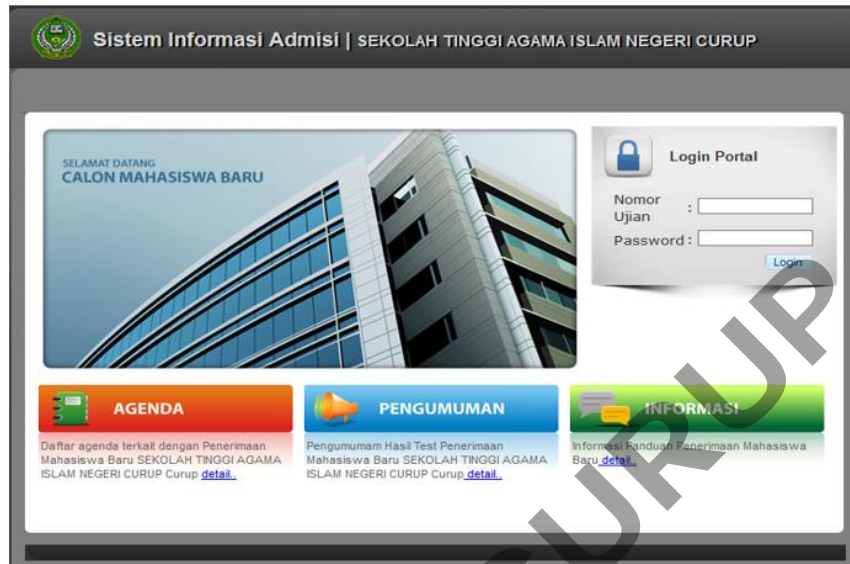 Sistem Informasi Admisi | SEKOLAH TINGGI AGAMA ISLAM NEGERI CURUP
SELAMAT DATANG
CALON MAHASISWA BARU
Login Portal
Nomor
Ujian :
Password :
Login
AGENDA
Daftar agenda terkait dengan Penerimaan
Mahasiswa Baru SEKOLAH TINGGI AGAMA
ISLAM NEGERI CURUP Curup detail..
PENGUMUMAN
Pengumumam Hasil Test Penerimaan
Mahasiswa Baru SEKOLAH TINGGI AGAMA
ISLAM NEGERI CURUP Curup detail..
INFORMASI
Informasi Panduan Penerimaan Mahasiswa
Baru detail..
CURUP